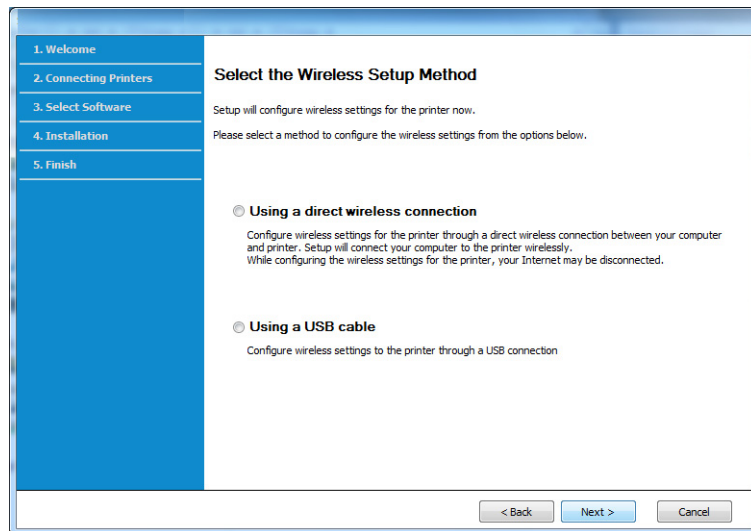 1. Welcome
2. Connecting Printers
3. Select Software
4. Installation
5. Finish
Select the Wireless Setup Method
Setup will configure wireless settings for the printer now.
Please select a method to configure the wireless settings from the options below.
Using a direct wireless connection
Configure wireless settings for the printer through a direct wireless connection between your computer
and printer. Setup will connect your computer to the printer wirelessly.
While configuring the wireless settings for the printer, your Internet may be disconnected.
Using a USB cable
Configure wireless settings to the printer through a USB connection
< Back
Next >
Cancel